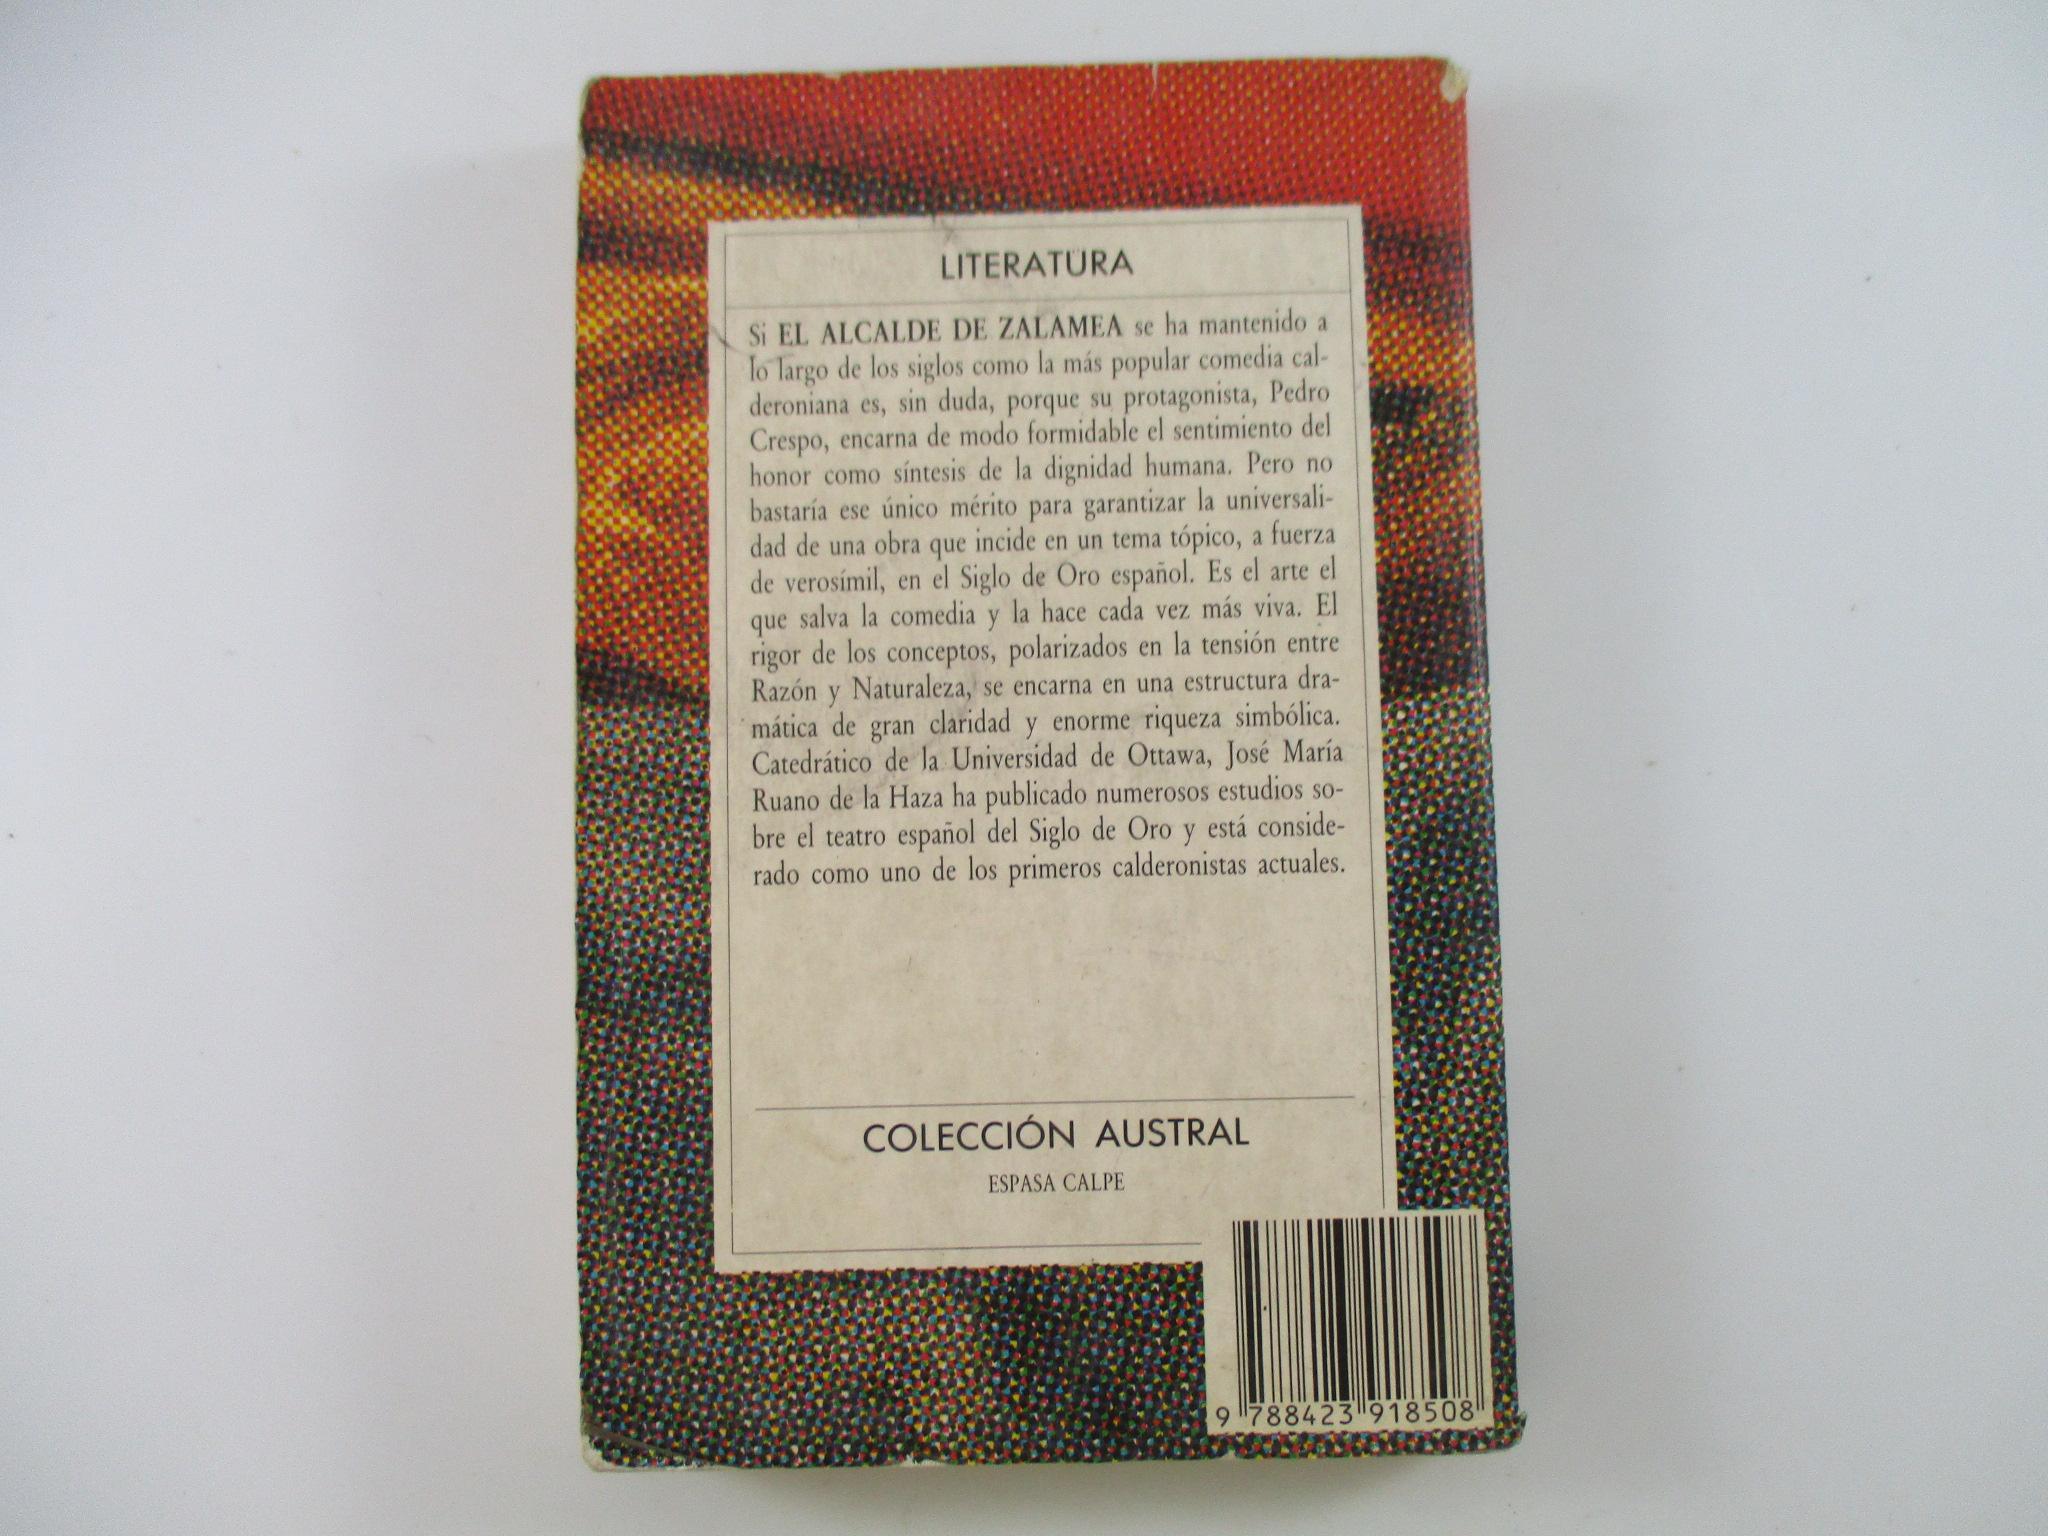 LITERATURA
Si EL ALCALDE DE ZALAMEA se ha mantenido a
lo largo de los siglos como la más popular comedia cal-
deroniana es, sin duda, porque su protagonista, Pedro
Crespo, encarna de modo formidable el sentimiento del
honor como síntesis de la dignidad humana. Pero no
bastaría ese único mérito para garantizar la universali-
dad de una obra que incide en un tema tópico, a fuerza
de verosímil, en el Siglo de Oro español. Es el arte el
que salva la comedia y la hace cada vez más viva. El
rigor de los conceptos, polarizados en la tensión entre
Razón y Naturaleza, se encarna en una estructura dra-
mática de gran claridad y enorme riqueza simbólica.
Catedrático de la Universidad de Ottawa, José María
Ruano de la Haza ha publicado numerosos estudios so-
bre el teatro español del Siglo de Oro y está conside-
rado como uno de los primeros calderonistas actuales.
COLECCIÓN AUSTRAL
ESPASA CALPE
9 788423 918508